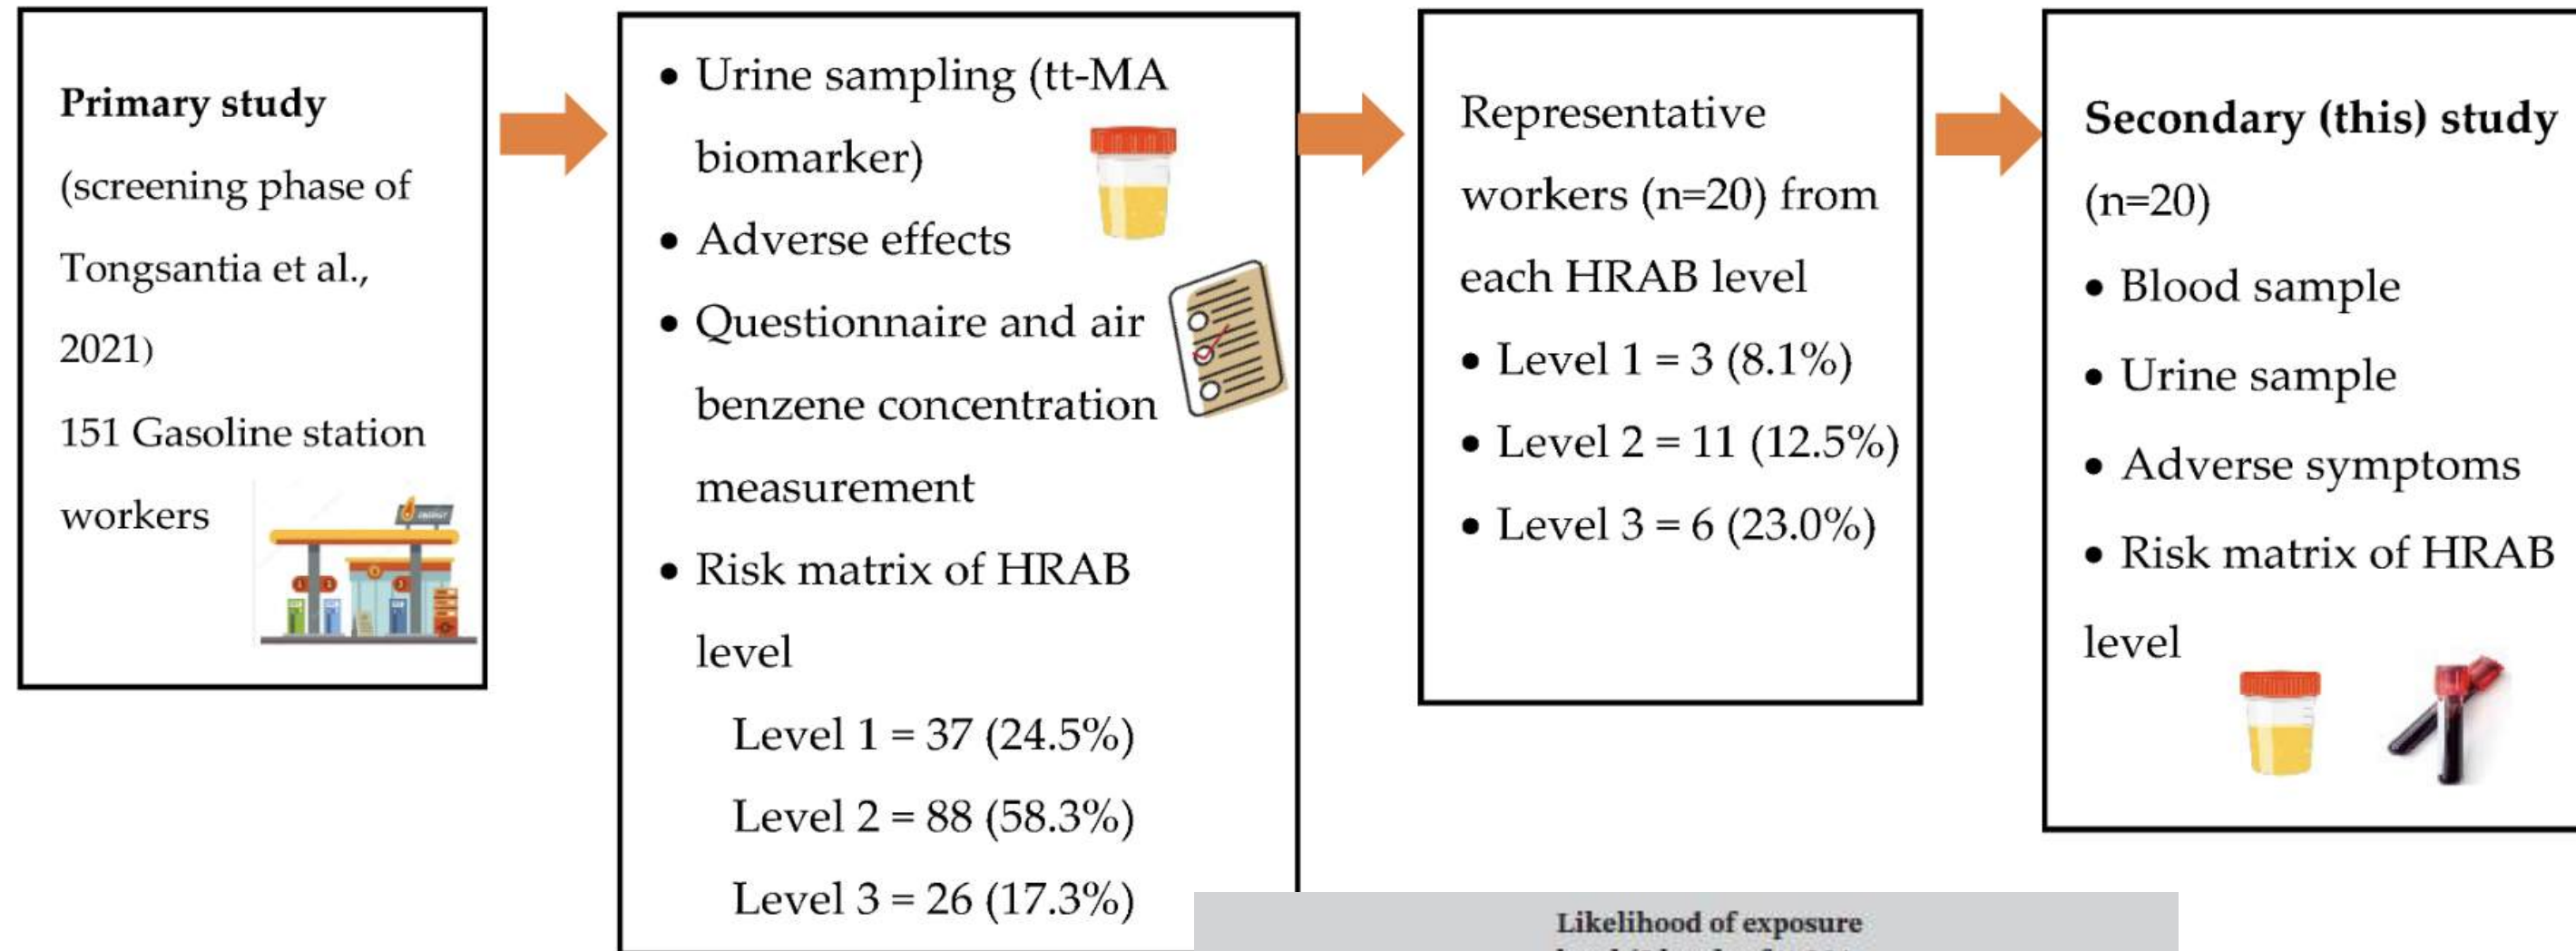 Primary study
(screening phase of
Tongsantia et al.,
2021)
151 Gasoline station
workers
• Urine sampling (tt-MA
biomarker)
• Adverse effects
• Questionnaire and air
benzene concentration
measurement
• Risk matrix of HRAB
level
Level 1 = 37 (24.5%)
Level 2 = 88 (58.3%)
Level 3 = 26 (17.3%)
Representative
workers (n=20) from
each HRAB level
• Level 1 = 3 (8.1%)
• Level 2 = 11 (12.5%)
• Level 3 = 6 (23.0%)
Secondary (this) study
(n=20)
• Blood sample
• Urine sample
• Adverse symptoms
• Risk matrix of HRAB
level
Likelihood of exposure